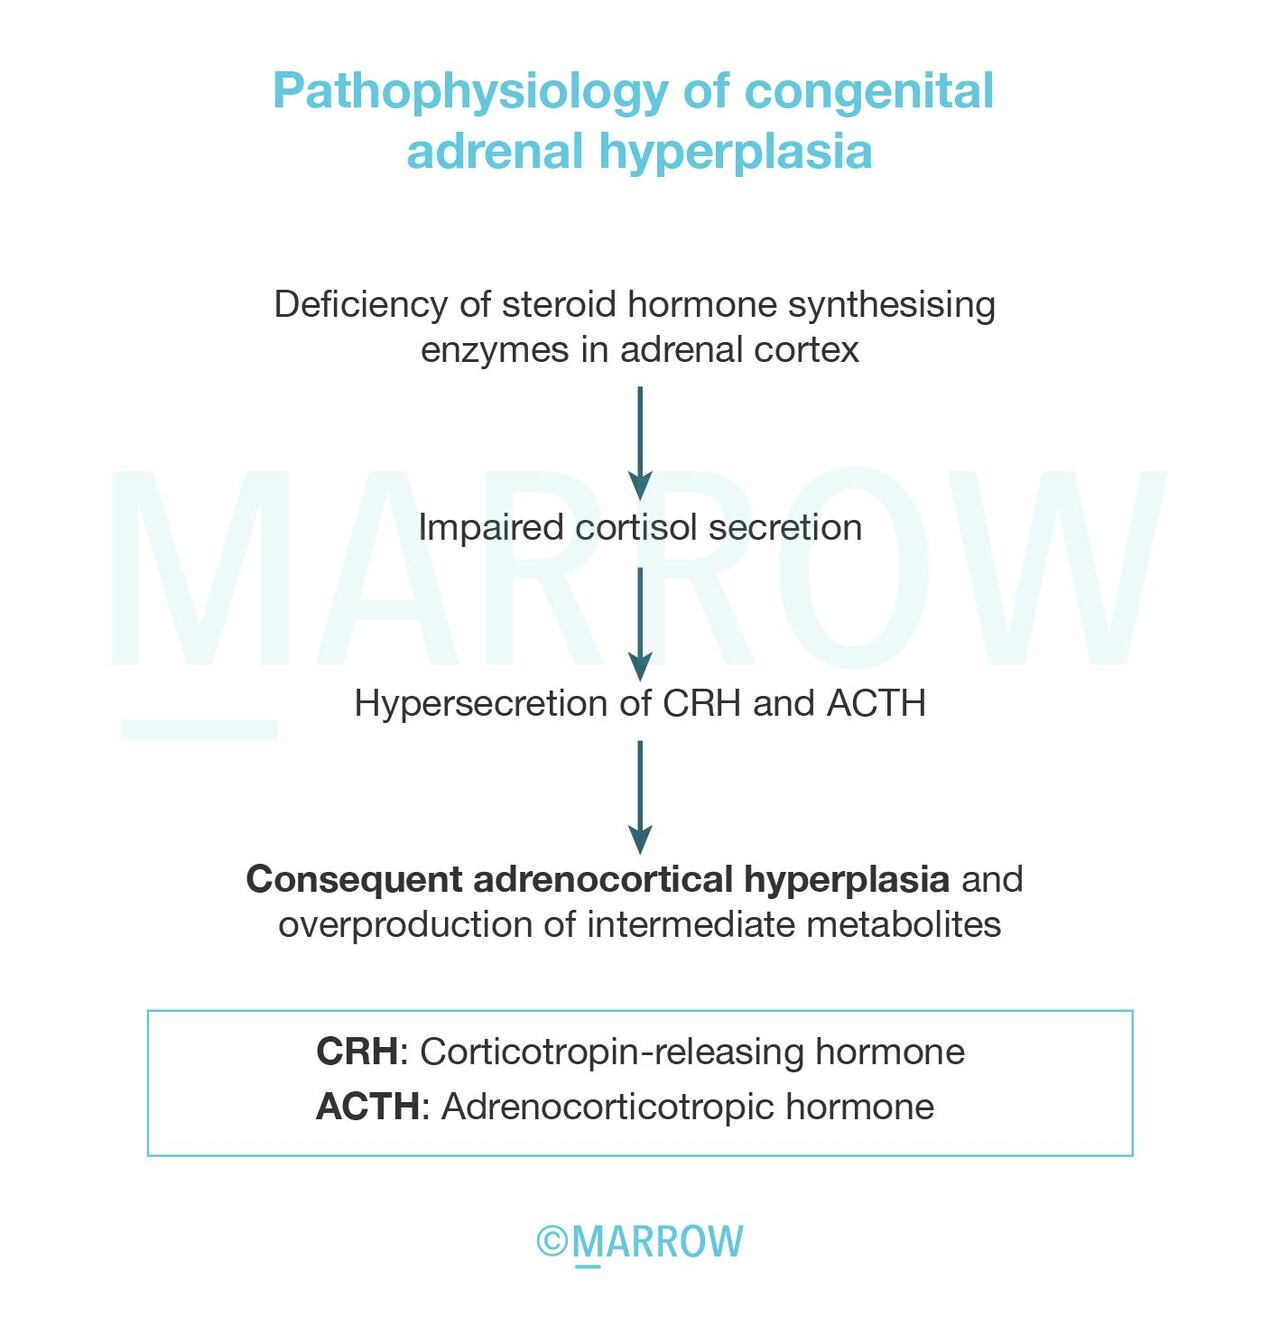 Pathophysiology of congenital
adrenal hyperplasia
Deficiency of steroid hormone synthesising
enzymes in adrenal cortex
Impaired cortisol secretion
MARROW
Hypersecretion of CRH and ACTH
Consequent adrenocortical hyperplasia and
overproduction of intermediate metabolites
CRH: Corticotropin-releasing hormone
ACTH: Adrenocorticotropic hormone
©MARROW